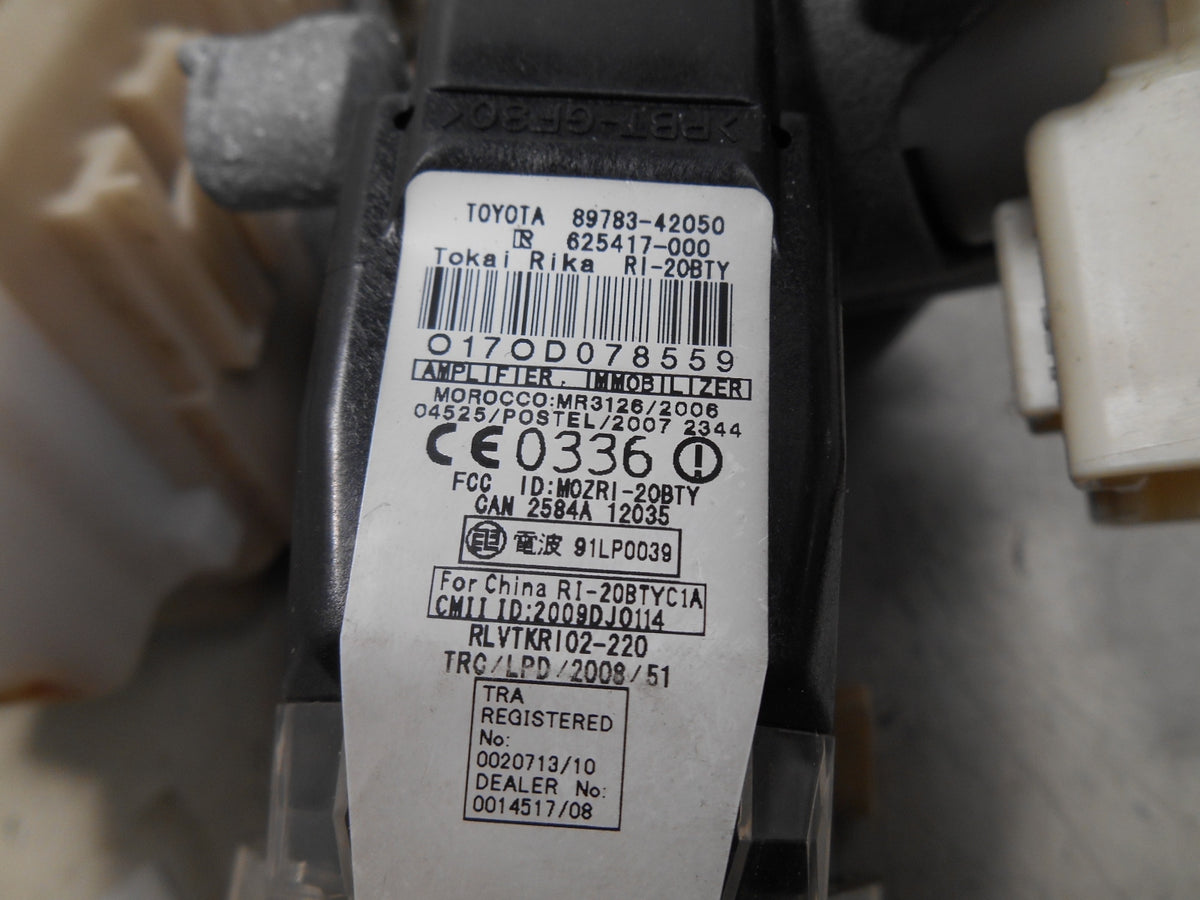 >PBT-GF30<
TOYOTA 89783-42050
625417-000
Tokai Rika RI-20BTY
0170D078559
AMPLIFIER, IMMOBILIZER
MOROCCO:MR3126/2006
04525/POSTEL/2007 2344
CE0336
FCC ID:MOZRI-20BTY
CAN 2584A 12035
電波 91LP0039
For China RI-20BTYC1A
CMII ID:2009DJ0114
RLVTKRI02-220
TRC/LPD/2008/51
TRA
REGISTERED
No:
0020713/10
DEALER No:
0014517/08